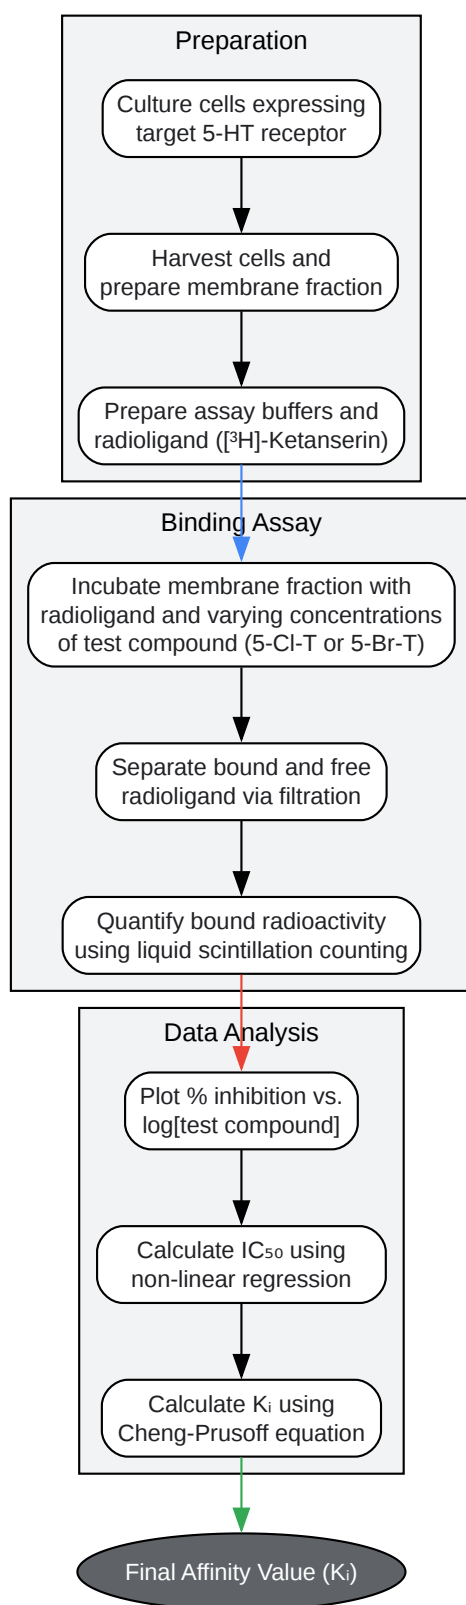 Preparation
Culture cells expressing
target 5-HT receptor
Harvest cells and
prepare membrane fraction
Prepare assay buffers and
radioligand ([³H]-Ketanserin)
Binding Assay
Incubate membrane fraction with
radioligand and varying concentrations
of test compound (5-Cl-T or 5-Br-T)
Separate bound and free
radioligand via filtration
Quantify bound radioactivity
using liquid scintillation counting
Data Analysis
Plot % inhibition vs.
log[test compound]
Calculate IC₅₀ using
non-linear regression
Calculate Kᵢ using
Cheng-Prusoff equation
Final Affinity Value (Kᵢ)